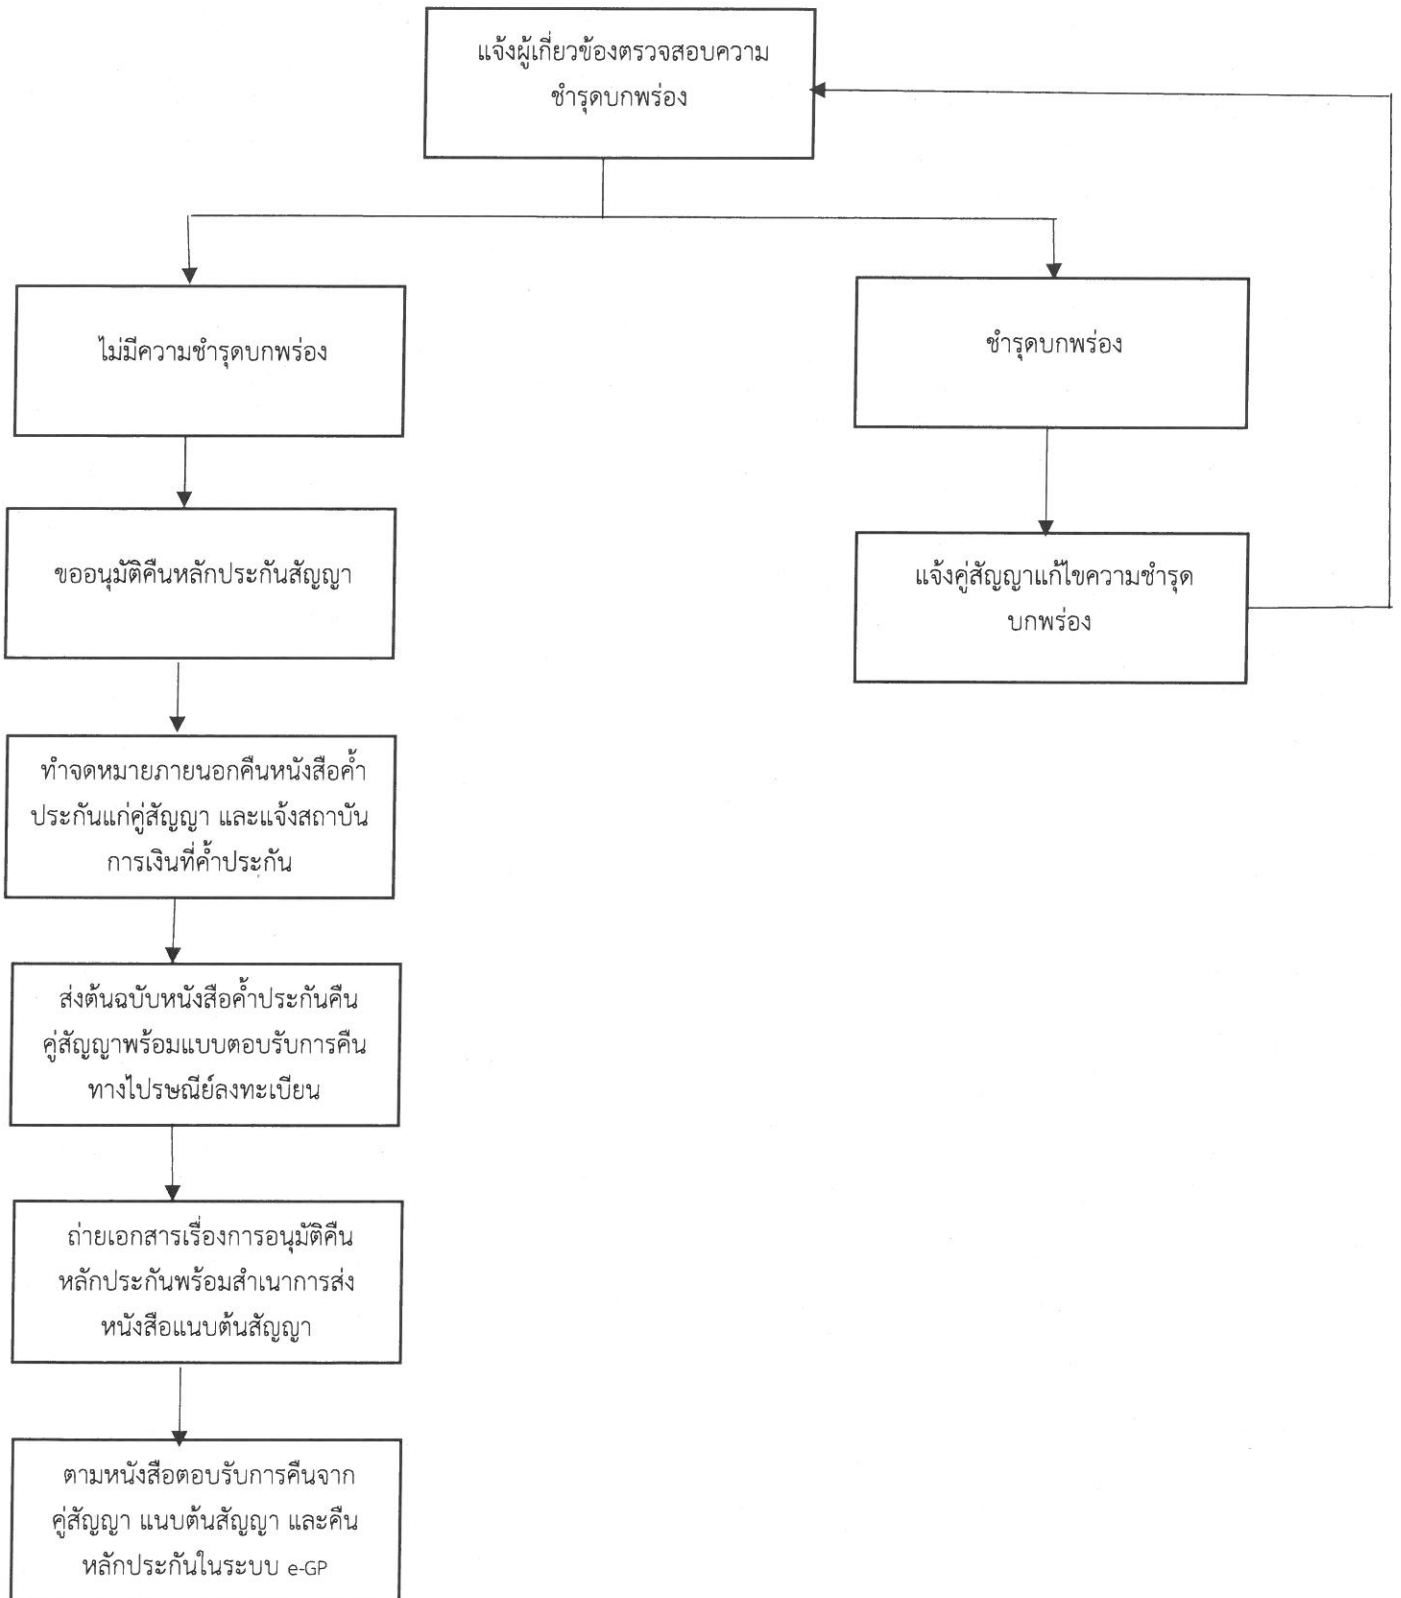 แจ้งผู้เกี่ยวข้องตรวจสอบความ
ชำรุดบกพร่อง
ไม่มีความชำรุดบกพร่อง
ชำรุดบกพร่อง
ขออนุมัติคืนหลักประกันสัญญา
แจ้งคู่สัญญาแก้ไขความชำรุด
บกพร่อง
ทำจดหมายภายนอกคืนหนังสือค้ำ
ประกันแก่คู่สัญญา และแจ้งสถาบัน
การเงินที่ค้ำประกัน
ส่งต้นฉบับหนังสือค้ำประกันคืน
คู่สัญญาพร้อมแบบตอบรับการคืน
ทางไปรษณีย์ลงทะเบียน
ถ่ายเอกสารเรื่องการอนุมัติคืน
หลักประกันพร้อมสำเนาการส่ง
หนังสือแนบต้นสัญญา
ตามหนังสือตอบรับการคืนจาก
คู่สัญญา แนบต้นสัญญา และคืน
หลักประกันในระบบ e-GP